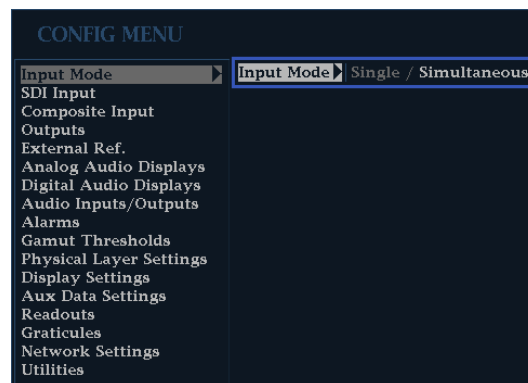 CONFIG MENU
Input Mode
Input Mode Single / Simultaneous
SDI Input
Composite Input
Outputs
External Ref.
Analog Audio Displays
Digital Audio Displays
Audio Inputs/Outputs
Alarms
Gamut Thresholds
Physical Layer Settings
Display Settings
Aux Data Settings
Readouts
Graticules
Network Settings
Utilities